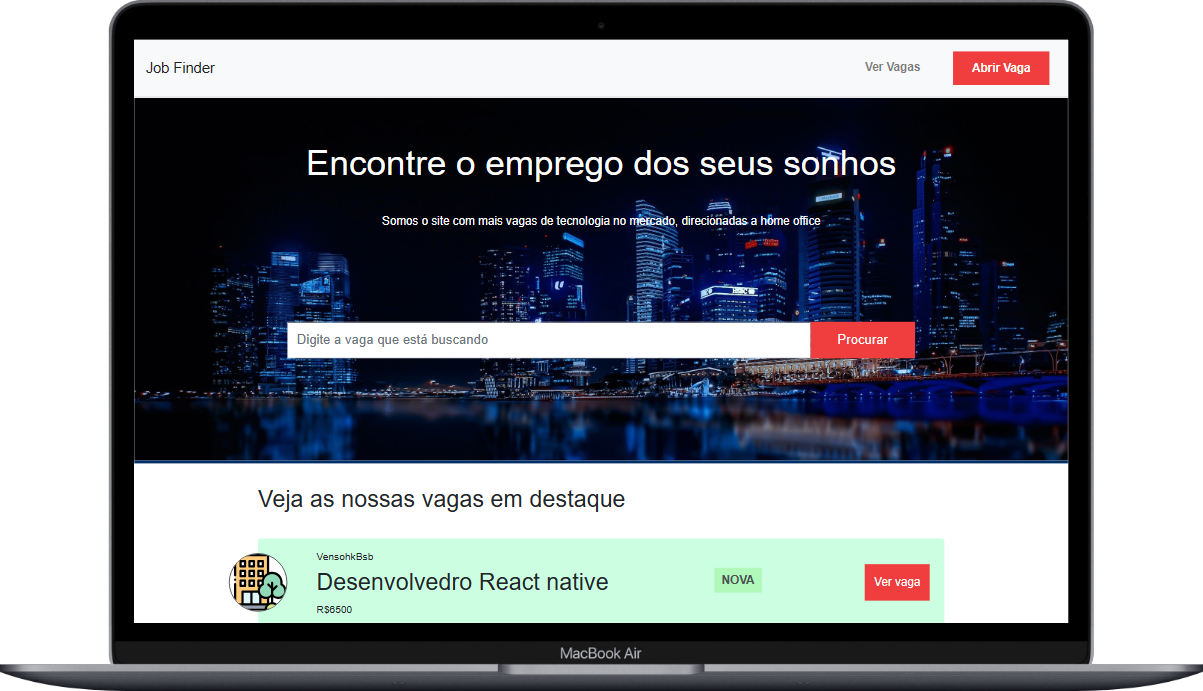 Job Finder
Ver Vagas
Abrir Vaga
Encontre o emprego dos seus sonhos
Somos o site com mais vagas de tecnologia no mercado, direcionadas a home office
Digite a vaga que está buscando
Procurar
Veja as nossas vagas em destaque
VensohkBsb
Desenvolvedro React native
NOVA
Ver vaga
R$6500
MacBook Air